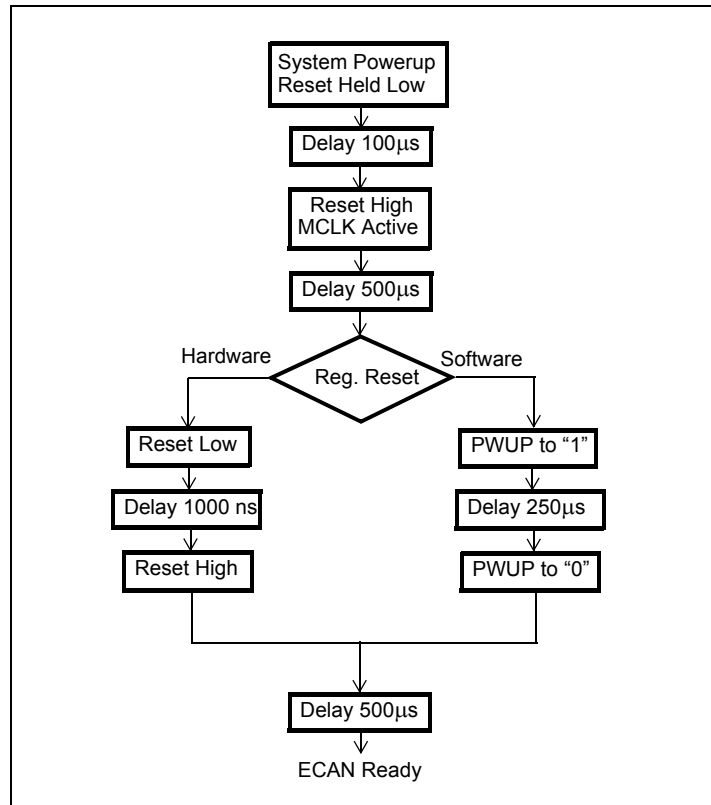 System Powerup
Reset Held Low
Delay 100μs
Reset High
MCLK Active
Delay 500μs
Hardware
Software
Reg. Reset
Reset Low
PWUP to “1”
Delay 1000 ns
Delay 250μs
Reset High
PWUP to “0”
Delay 500μs
ECAN Ready